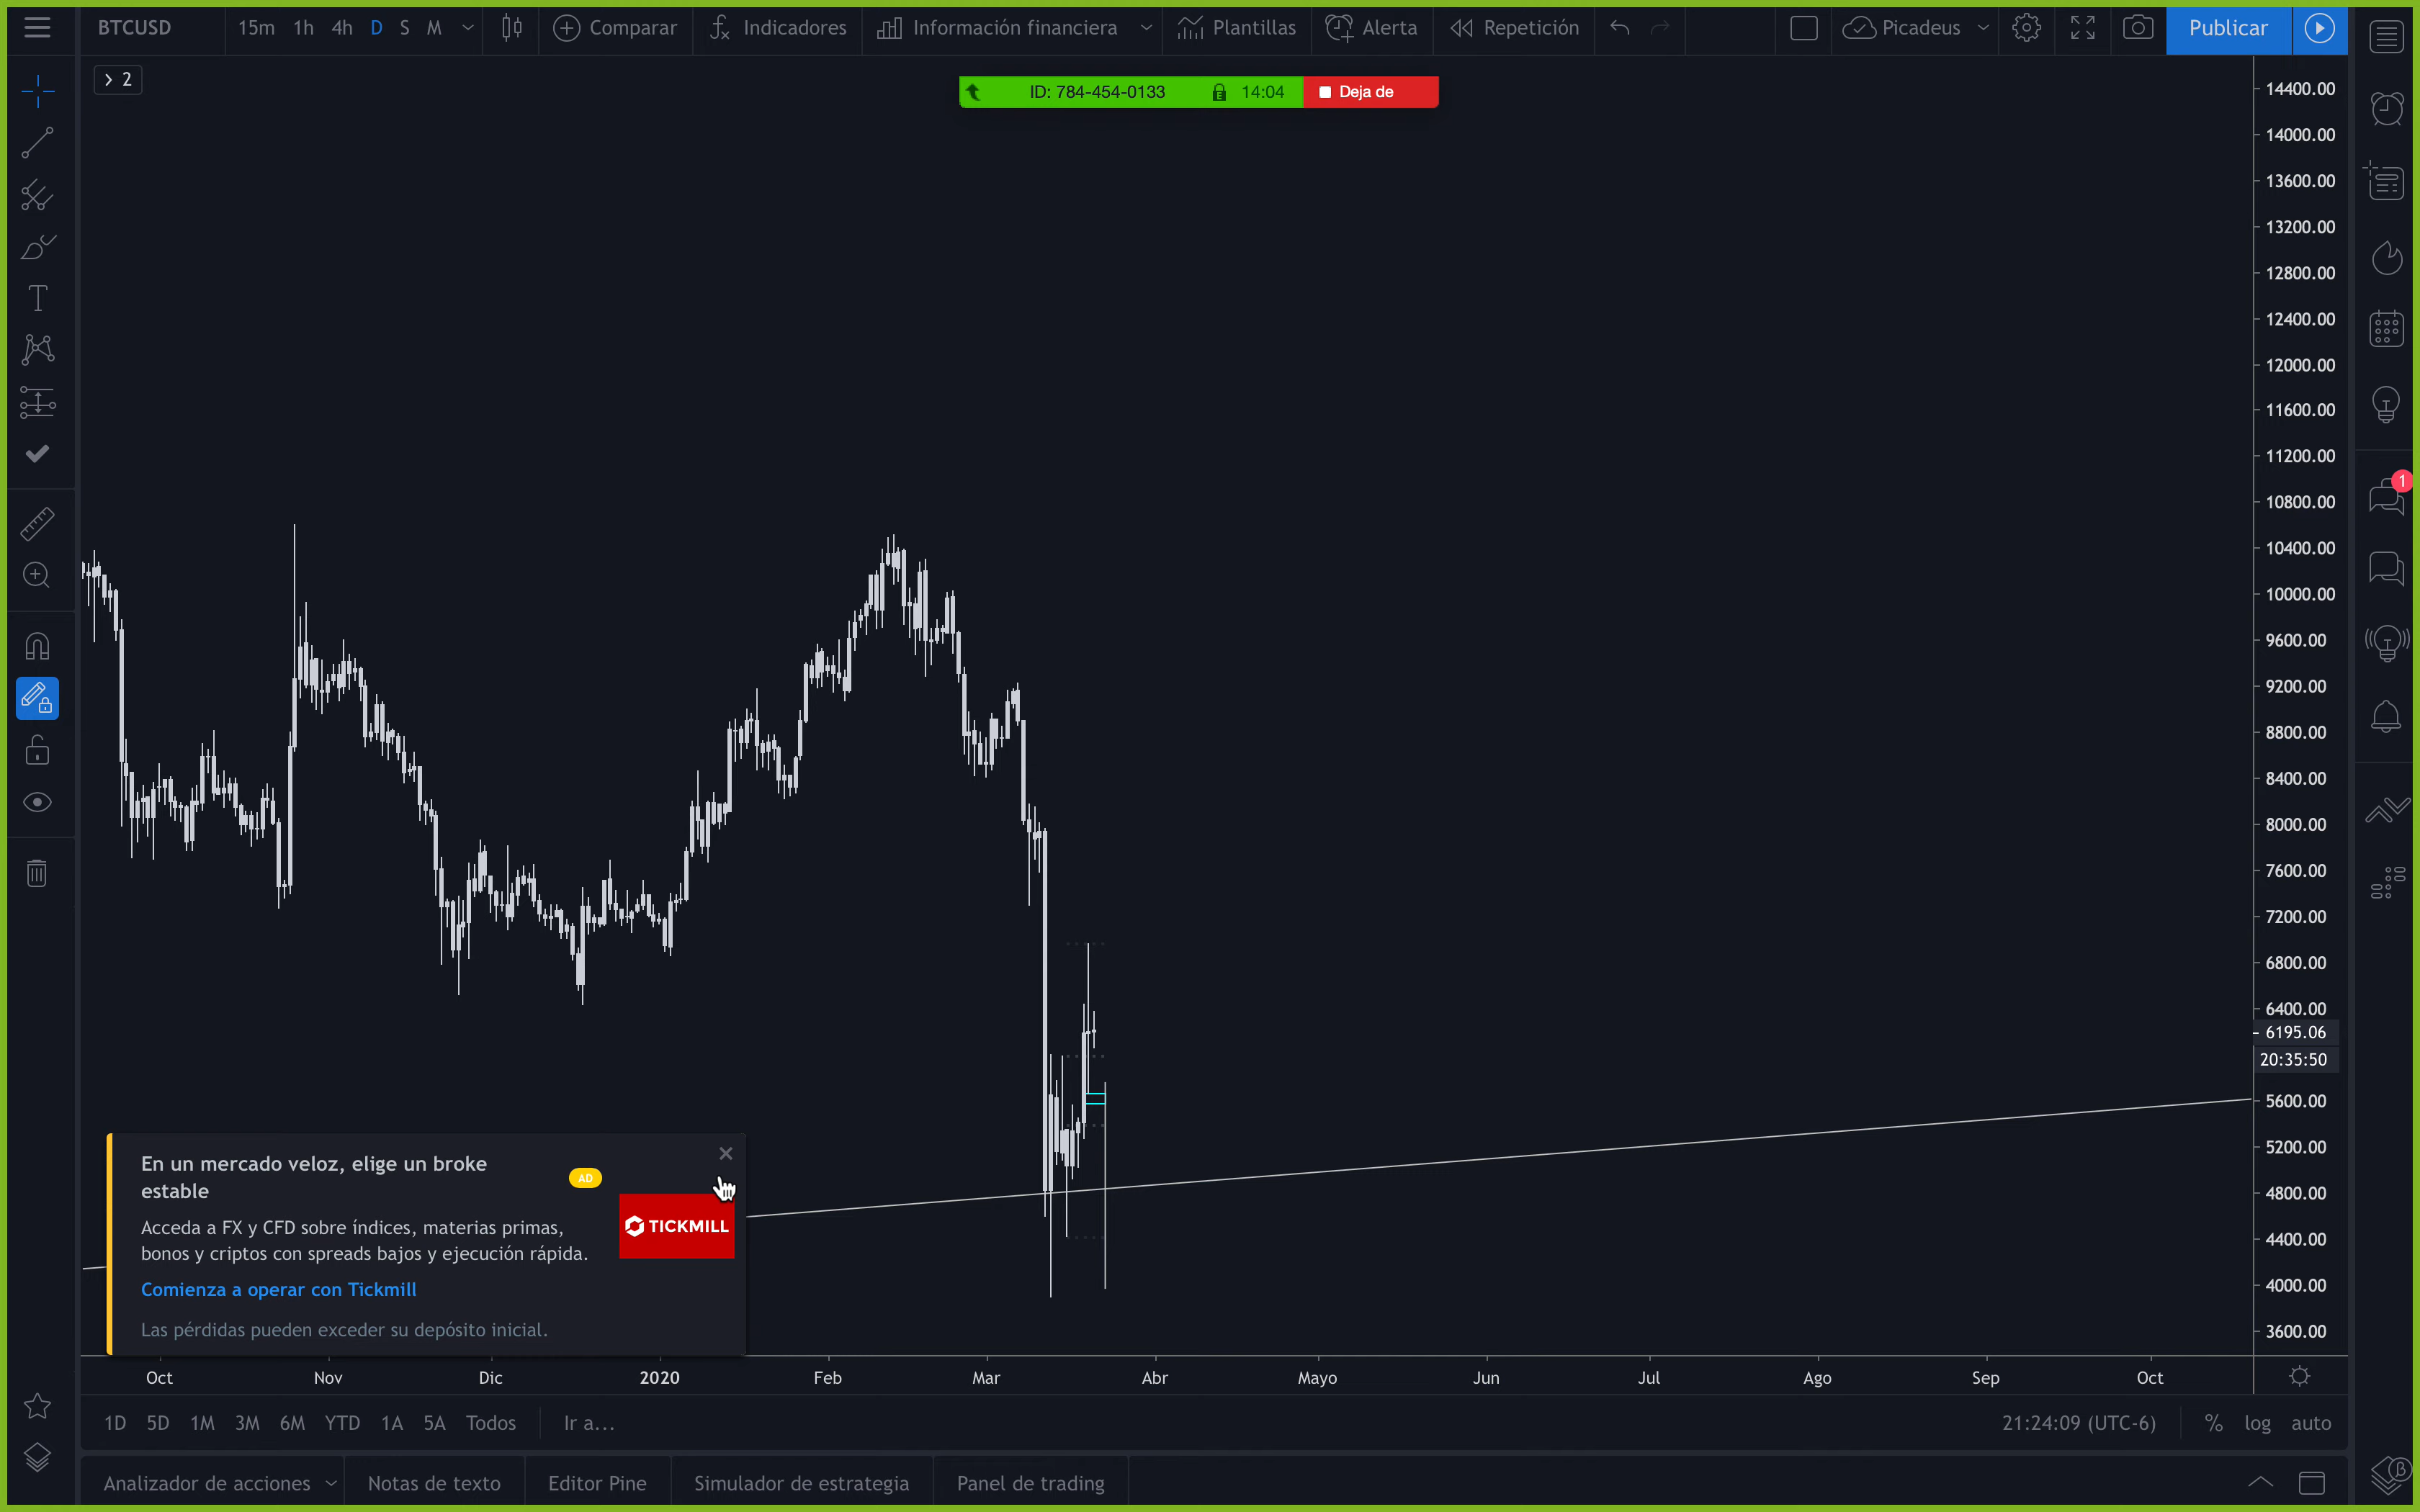 BTCUSD 15m 1h 4h D S M Comparar Indicadores Información financiera Plantillas Alerta Repetición Picadeus Publicar
2
ID: 784-454-0133 14:04 Deja de
14400.00
14000.00
13600.00
13200.00
12800.00
12400.00
12000.00
11600.00
11200.00
10800.00
10400.00
10000.00
9600.00
9200.00
8800.00
8400.00
8000.00
7600.00
7200.00
6800.00
6400.00
6195.06
20:35:50
5600.00
5200.00
4800.00
4400.00
4000.00
3600.00
1
En un mercado veloz, elige un broke
estable
AD
Acceda a FX y CFD sobre índices, materias primas,
bonos y criptos con spreads bajos y ejecución rápida.
TICKMILL
Comienza a operar con Tickmill
Las pérdidas pueden exceder su depósito inicial.
Oct Nov Dic 2020 Feb Mar Abr Mayo Jun Jul Ago Sep Oct
1D 5D 1M 3M 6M YTD 1A 5A Todos Ir a... 21:24:09 (UTC-6) % log auto
Analizador de acciones Notas de texto Editor Pine Simulador de estrategia Panel de trading